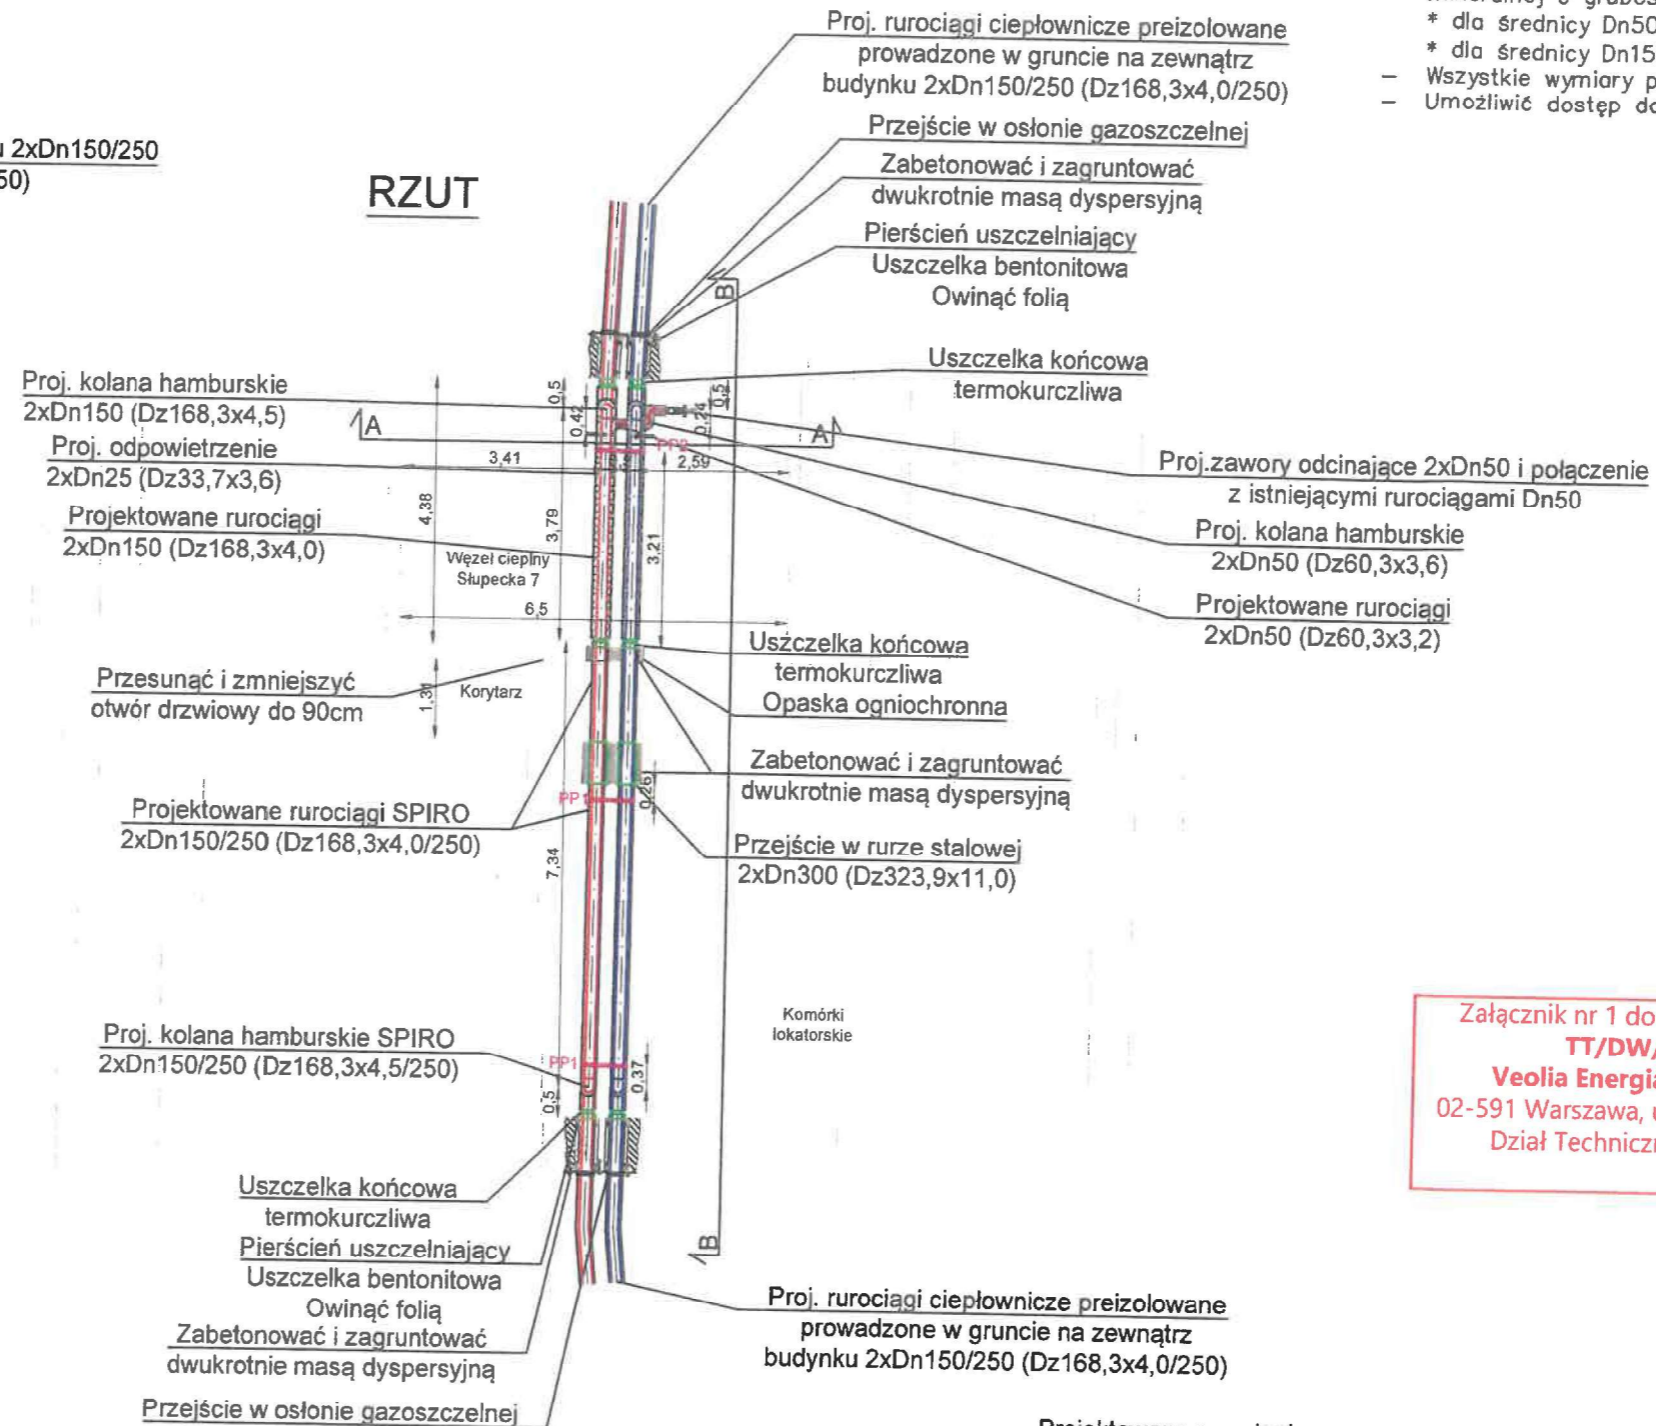 Proj. rurociągi ciepłownicze preizolowane
prowadzone w gruncie na zewnątrz
budynku 2xDn150/250 (Dz168,3x4,0/250)
* dla średnicy Dn50
* dla średnicy Dn15
– Wszystkie wymiary p
– Umożliwić dostęp do
2xDn150/250
50)
RZUT
Przejście w osłonie gazoszczelnej
Zabetonować i zagruntować
dwukrotnie masą dyspersyjną
Pierścień uszczelniający
Uszczelka bentonitowa
Owinąć folią
B
Uszczelka końcowa
termokurczliwa
Proj. kolana hamburskie
2xDn150 (Dz168,3x4,5)
0,5
0,42
0,5
0,24
A
A
Proj. odpowietrzenie
2xDn25 (Dz33,7x3,6)
3,41
PP2
2,59
Proj.zawory odcinające 2xDn50 i połączenie
z istniejącymi rurociągami Dn50
Projektowane rurociągi
2xDn150 (Dz168,3x4,0)
4,38
3,79
3,21
Węzeł cieplny
Słupecka 7
Proj. kolana hamburskie
2xDn50 (Dz60,3x3,6)
6,5
Projektowane rurociągi
2xDn50 (Dz60,3x3,2)
Uszczelka końcowa
termokurczliwa
Opaska ogniochronna
Przesunąć i zmniejszyć
otwór drzwiowy do 90cm
1,31
Korytarz
Zabetonować i zagruntować
dwukrotnie masą dyspersyjną
0,26
PP1
Projektowane rurociągi SPIRO
2xDn150/250 (Dz168,3x4,0/250)
7,34
Przejście w rurze stalowej
2xDn300 (Dz323,9x11,0)
Komórki
lokatorskie
Proj. kolana hamburskie SPIRO
2xDn150/250 (Dz168,3x4,5/250)
PP1
0,37
0,5
Załącznik nr 1 do
TT/DW/
Veolia Energia
02-591 Warszawa, u
Dział Techniczn
Uszczelka końcowa
termokurczliwa
Pierścień uszczelniający
Uszczelka bentonitowa
Owinąć folią
B
Zabetonować i zagruntować
dwukrotnie masą dyspersyjną
Proj. rurociągi ciepłownicze preizolowane
prowadzone w gruncie na zewnątrz
budynku 2xDn150/250 (Dz168,3x4,0/250)
Przejście w osłonie gazoszczelnej